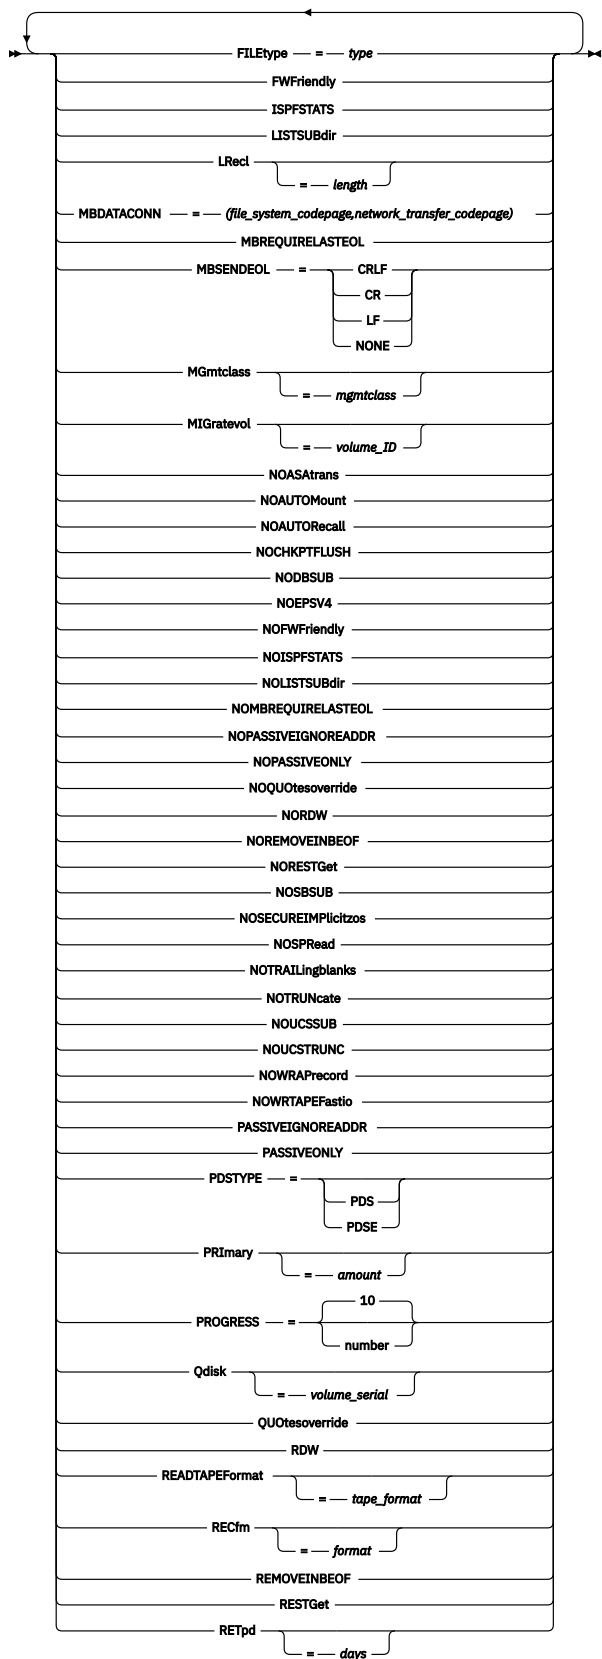 FILEtype = type
FWFriendly
ISPFSTATS
LISTSUBdir
LRecl
= length
MBDATACONN = (file_system_codepage,network_transfer_codepage)
MBREQUIRELASTEOL
MBSENDEOL = CRLF
CR
LF
NONE
MGmtclass
= mgmtclass
MIGratevol
= volume_ID
NOASAtrans
NOAUTOMount
NOAUTORecall
NOCHKPTFLUSH
NODBSUB
NOEPSV4
NOFWFriendly
NOISPFSTATS
NOLISTSUBdir
NOMBREQUIRELASTEOL
NOPASSIVEIGNOREADDR
NOPASSIVEONLY
NOQUOtesoverride
NORDW
NOREMOVEINBEOF
NORESTGet
NOSBSUB
NOSECUREIMPlicitzos
NOSPRead
NOTRAILingblanks
NOTRUNcate
NOUCSSUB
NOUCSTRUNC
NOWRAPrecord
NOWRTAPEFastio
PASSIVEIGNOREADDR
PASSIVEONLY
PDSTYPE =
PDS
PDSE
PRImary
= amount
10
PROGRESS =
number
Qdisk
= volume_serial
QUOtesoverride
RDW
READTAPEFormat
= tape_format
RECfm
= format
REMOVEINBEOF
RESTGet
RETpd
= days